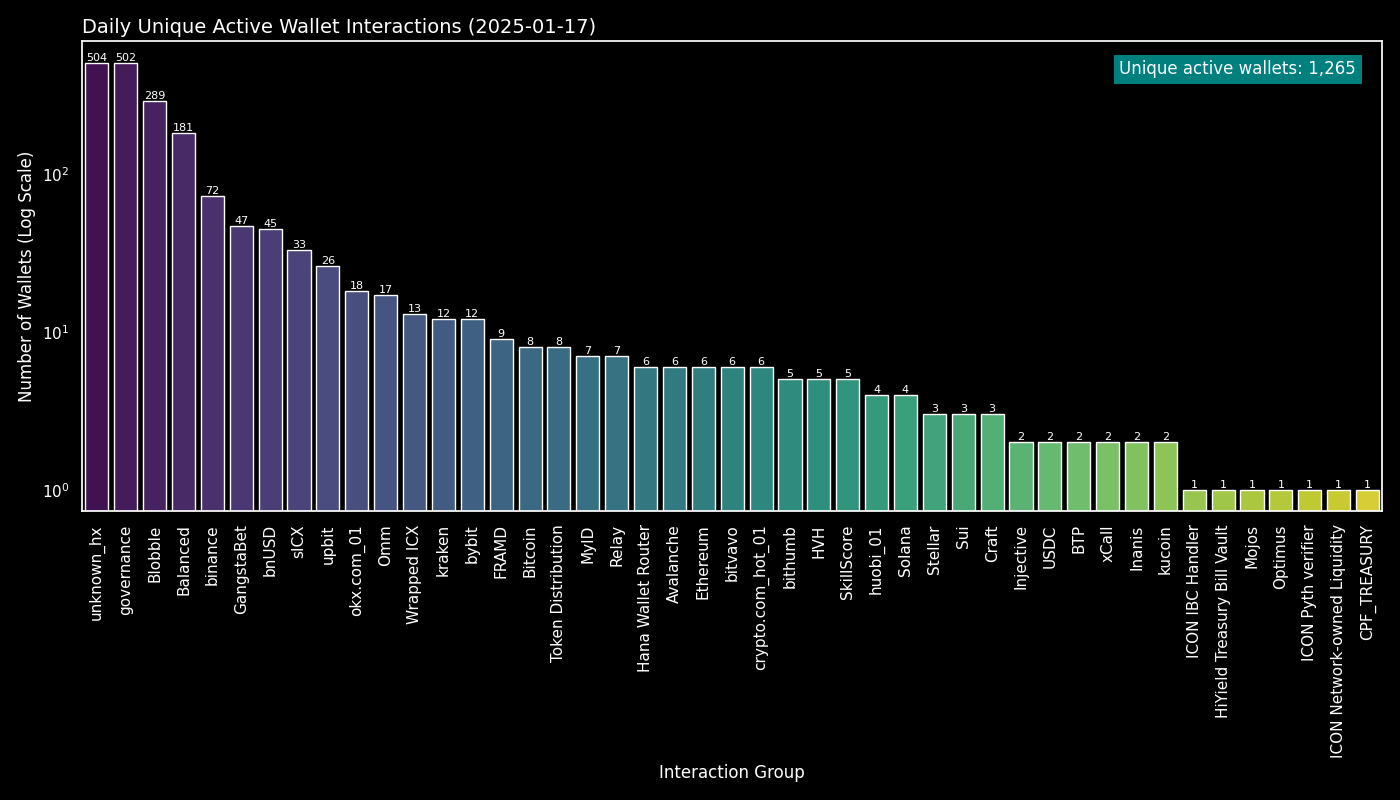 Daily Unique Active Wallet Interactions (2025-01-17)
Unique active wallets: 1,265
Number of Wallets (Log Scale)
10²
10¹
10⁰
504 502 289 181 72 47 45 33 26 18 17 13 12 12 9 8 8 7 7 6 6 6 6 6 5 5 5 4 4 3 3 3 2 2 2 2 2 2 1 1 1 1 1 1 1
unknown_hx
governance
Blobble
Balanced
binance
GangstaBet
bnUSD
sICX
upbit
okx.com_01
Omm
Wrapped ICX
kraken
bybit
FRAMD
Bitcoin
Token Distribution
MyID
Relay
Hana Wallet Router
Avalanche
Ethereum
bitvavo
crypto.com_hot_01
bithumb
HVH
SkillScore
huobi_01
Solana
Stellar
Sui
Craft
Injective
USDC
BTP
xCall
Inanis
kucoin
ICON IBC Handler
HiYield Treasury Bill Vault
Mojos
Optimus
ICON Pyth verifier
ICON Network-owned Liquidity
CPF_TREASURY
Interaction Group